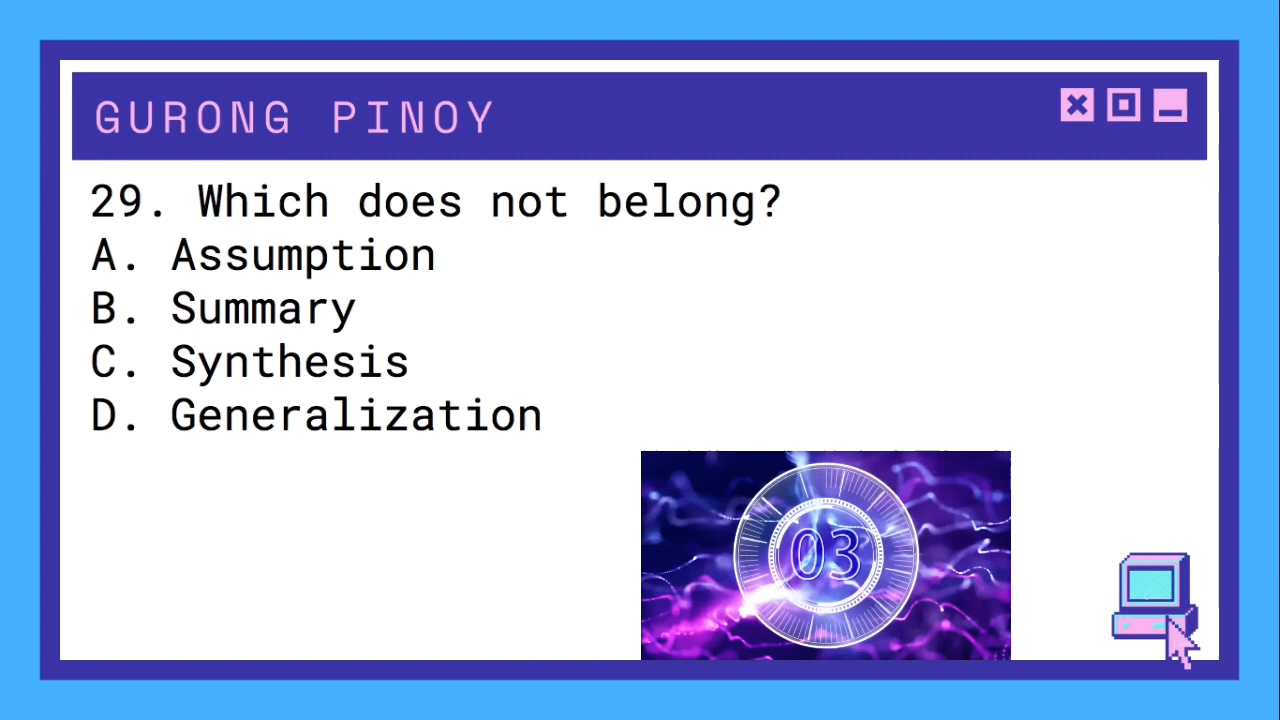 GURONG PINOY
29. Which does not belong?
A. Assumption
B. Summary
C. Synthesis
D. Generalization
03